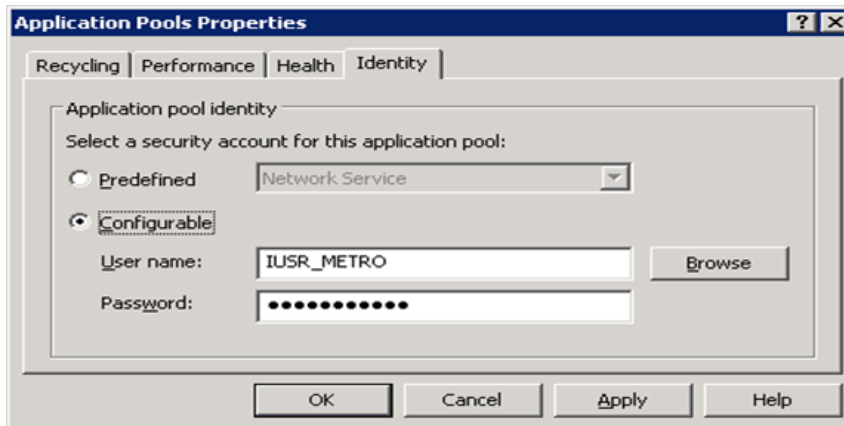 Application Pools Properties
Recycling Performance Health Identity
Application pool identity
Select a security account for this application pool:
Predefined Network Service
Configurable
User name: IUSR_METRO Browse
Password: ●●●●●●●●●●●
OK Cancel Apply Help